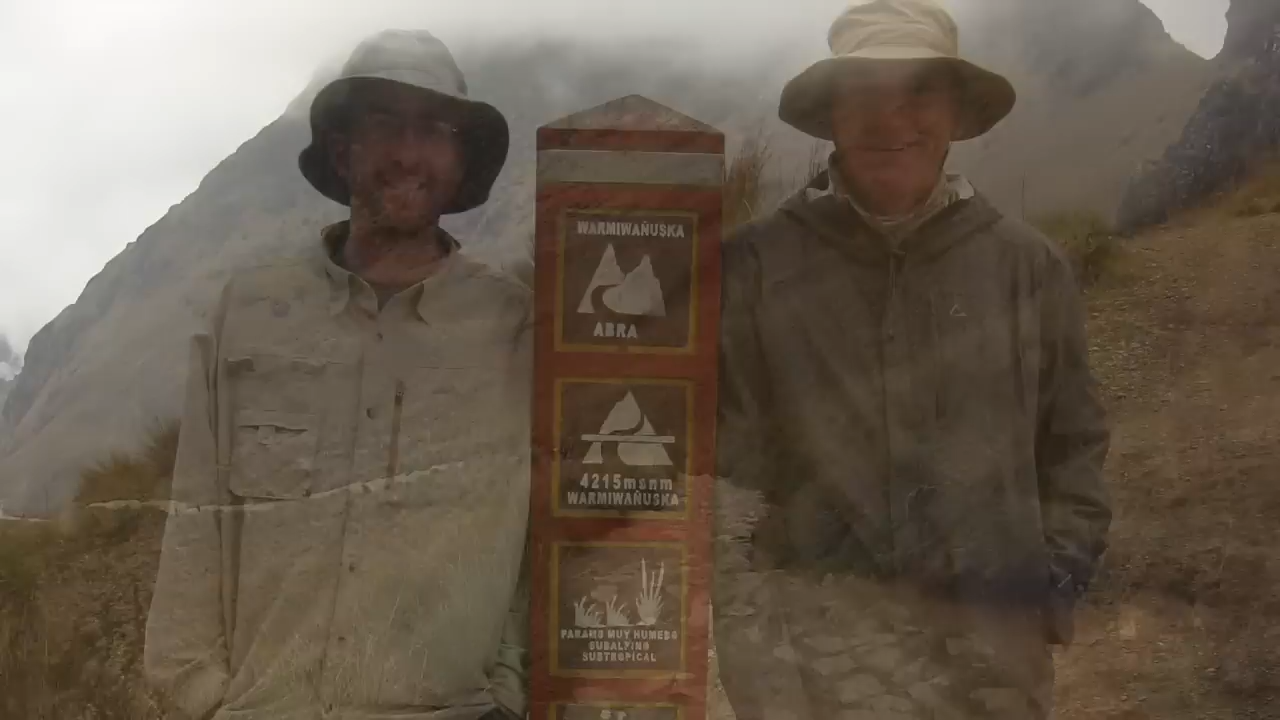 WARMIWAÑUSKA
ABRA
4215msnm
WARMIWAÑUSKA
PARAMO MUY HUMEDO
SUBALPINO
SUBTROPICAL